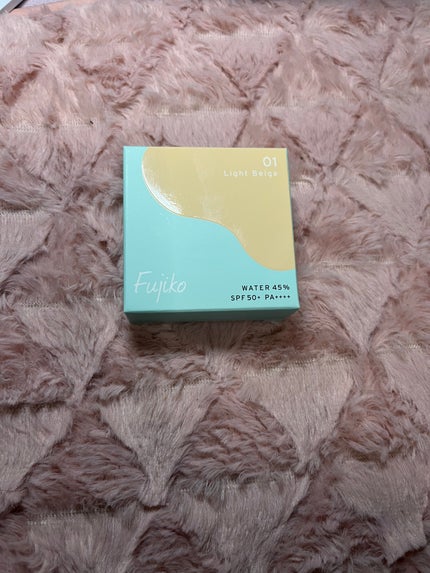 01
Light Beige
Fujiko
WATER 45%
SPF50+ PA++++